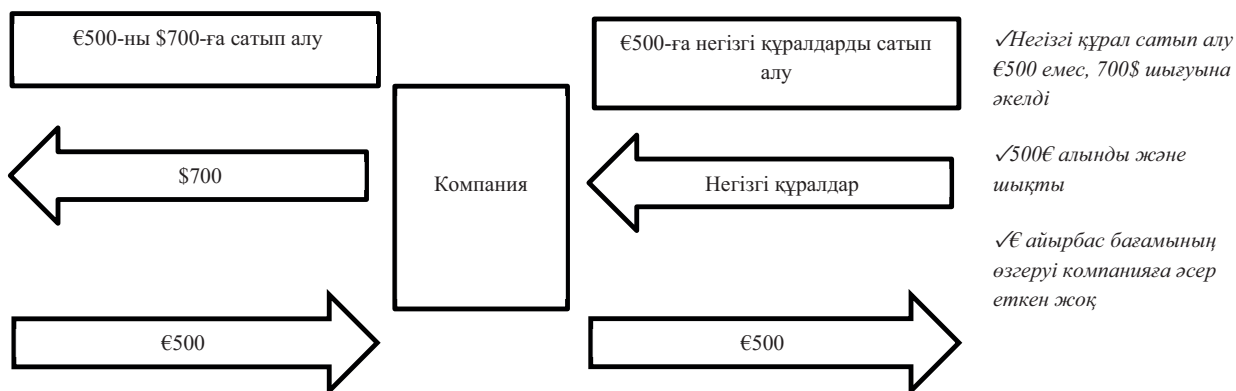 €500-ны $700-ға сатып алу
€500-ға негізгі құралдарды сатып
алу
✓Негізгі құрал сатып алу
€500 емес, 700$ шығуына
әкелді
$700
Компания
Негізгі құралдар
✓500€ алынды және
шықты
✓€ айырбас бағамының
өзгеруі компанияға әсер
еткен жоқ
€500
€500